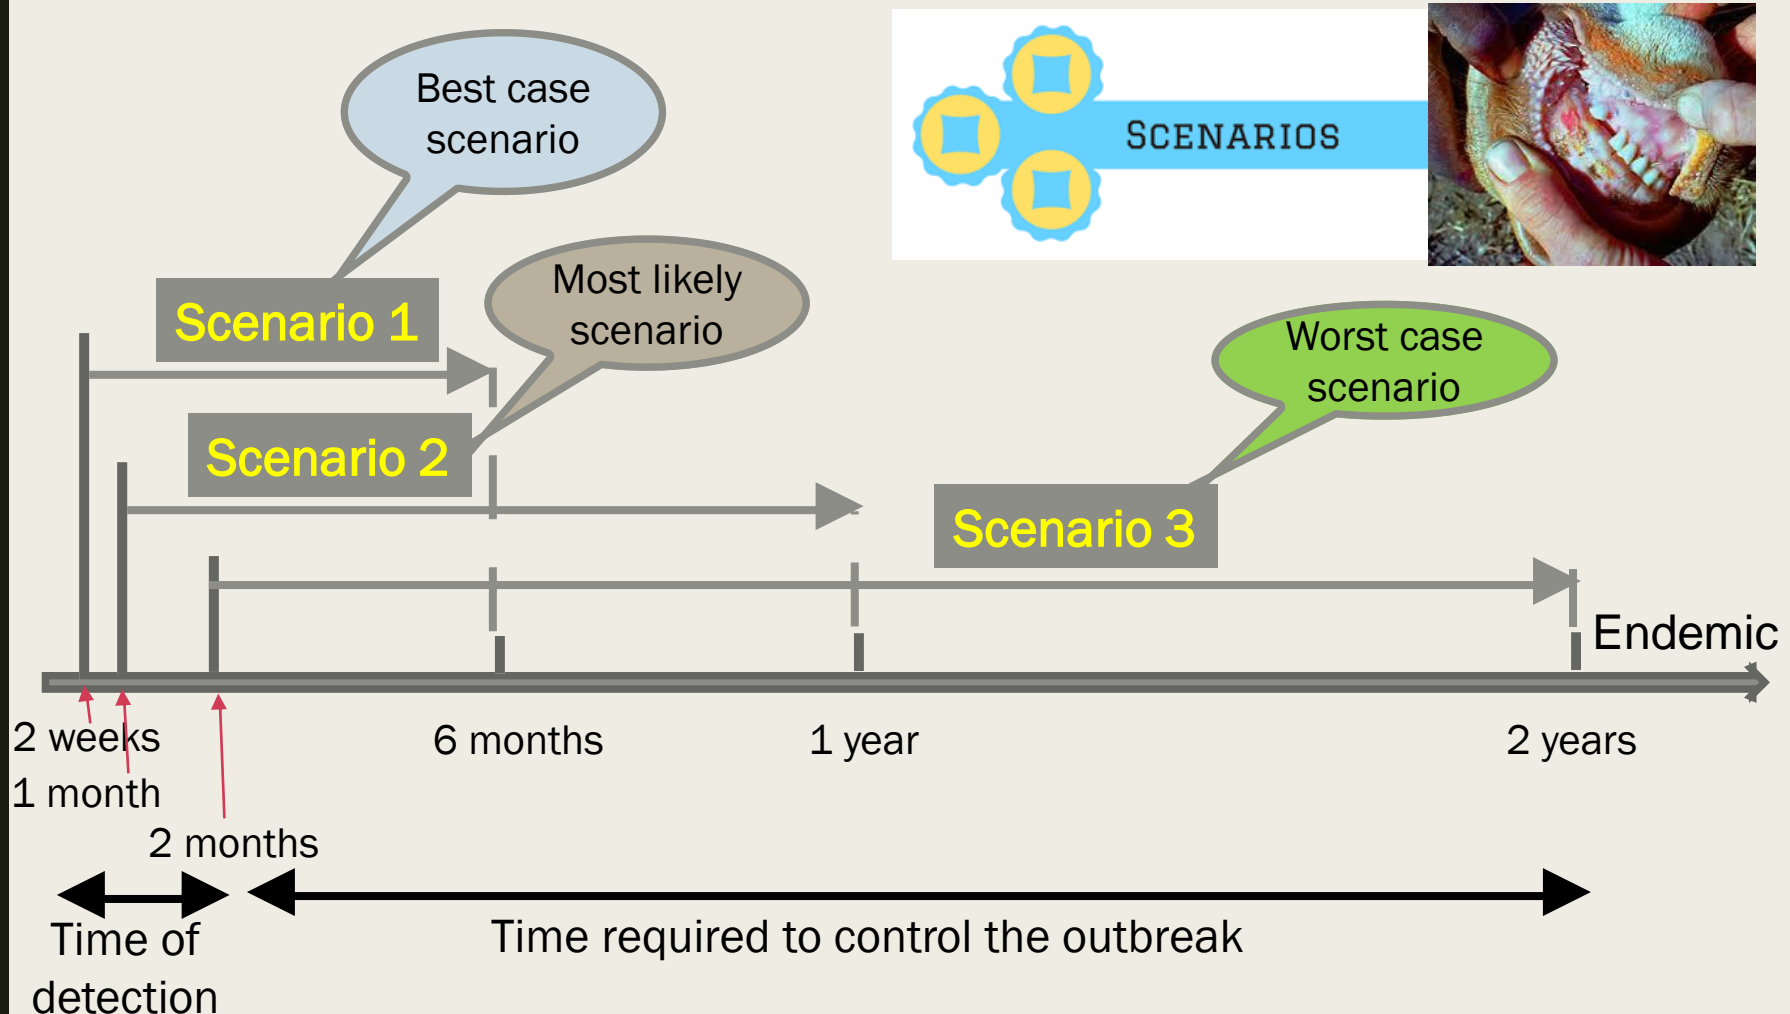 Best case
scenario
SCENARIOS
Scenario 1
Most likely
scenario
Worst case
scenario
Scenario 2
Scenario 3
Endemic
2 weeks
6 months
1 year
2 years
1 month
2 months
Time of
detection
Time required to control the outbreak